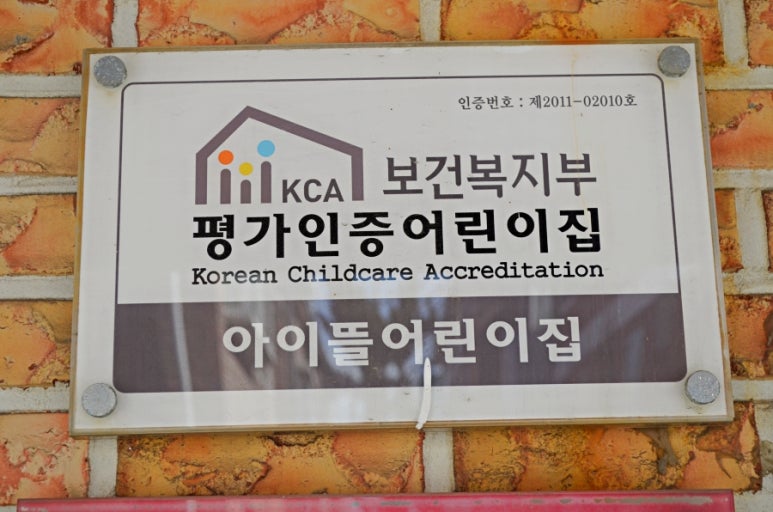 인증번호 : 제2011-02010호
KCA 보건복지부
평가인증어린이집
Korean Childcare Accreditation
아이뜰어린이집